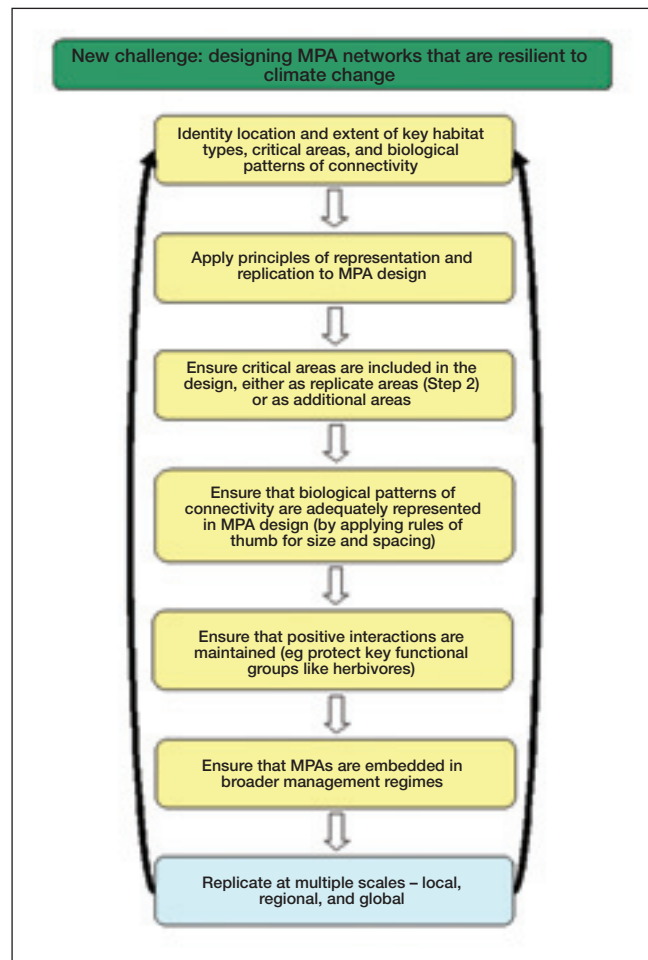 New challenge: designing MPA networks that are resilient to
climate change
Identity location and extent of key habitat
types, critical areas, and biological
patterns of connectivity
Apply principles of representation and
replication to MPA design
Ensure critical areas are included in the
design, either as replicate areas (Step 2)
or as additional areas
Ensure that biological patterns of
connectivity are adequately represented
in MPA design (by applying rules of
thumb for size and spacing)
Ensure that positive interactions are
maintained (eg protect key functional
groups like herbivores)
Ensure that MPAs are embedded in
broader management regimes
Replicate at multiple scales – local,
regional, and global